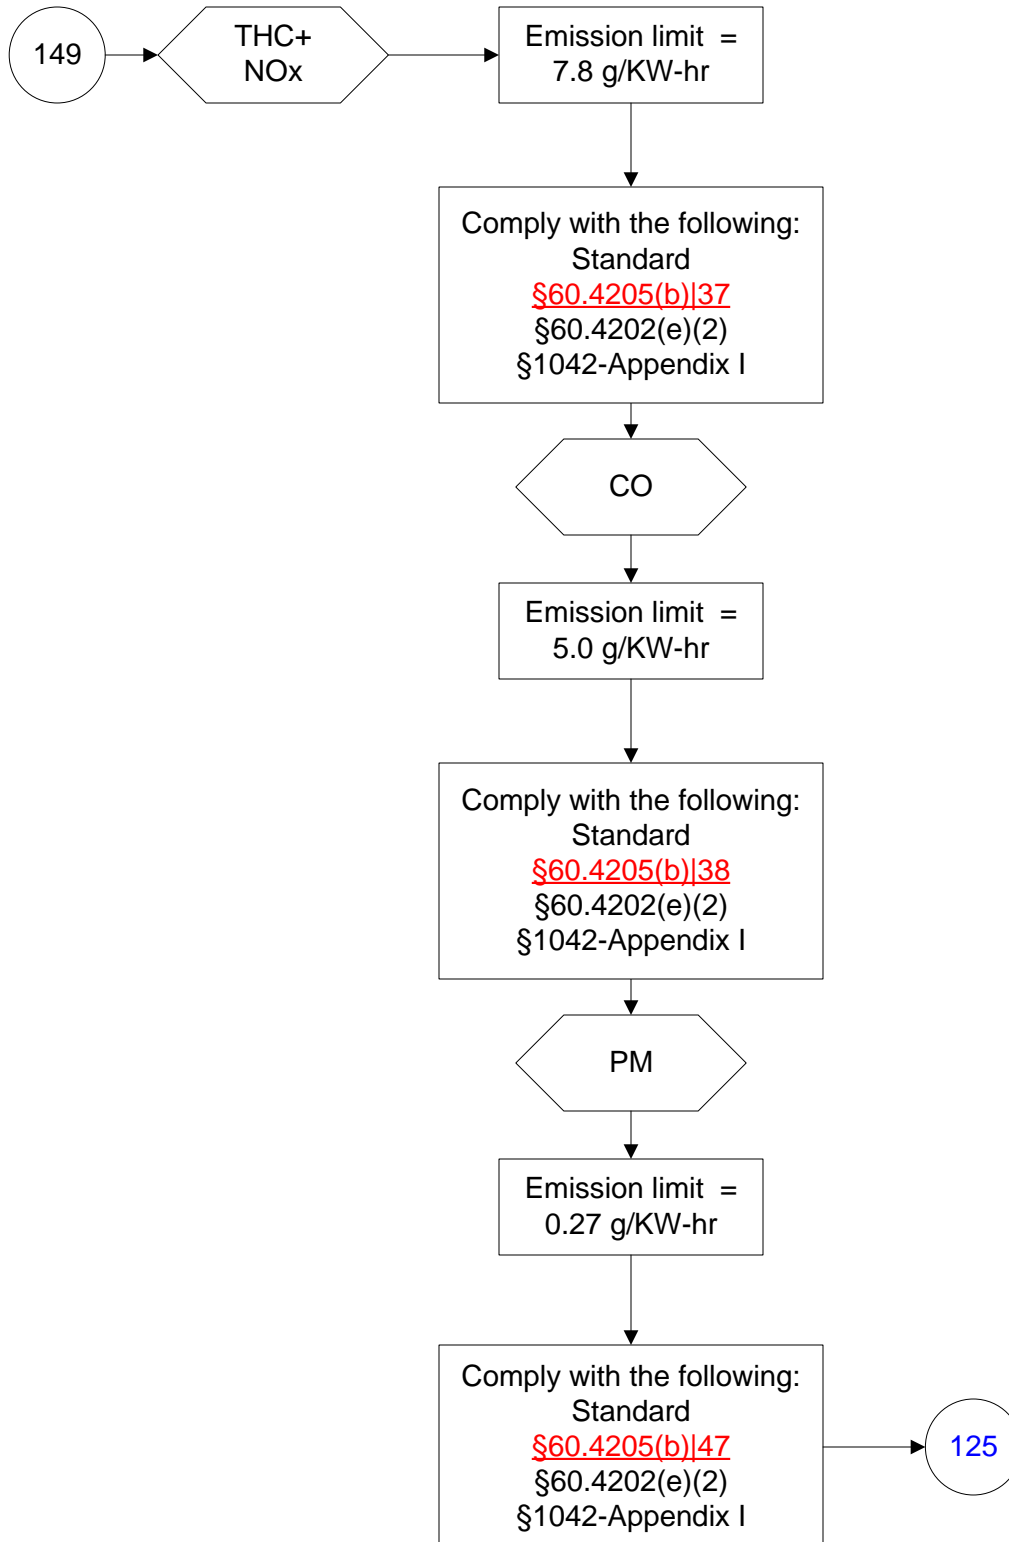 149
THC+
NOx
Emission limit =
7.8 g/KW-hr
Comply with the following:
Standard
§60.4205(b)|37
§60.4202(e)(2)
§1042-Appendix I
CO
Emission limit =
5.0 g/KW-hr
Comply with the following:
Standard
§60.4205(b)|38
§60.4202(e)(2)
§1042-Appendix I
PM
Emission limit =
0.27 g/KW-hr
Comply with the following:
Standard
§60.4205(b)|47
§60.4202(e)(2)
§1042-Appendix I
125